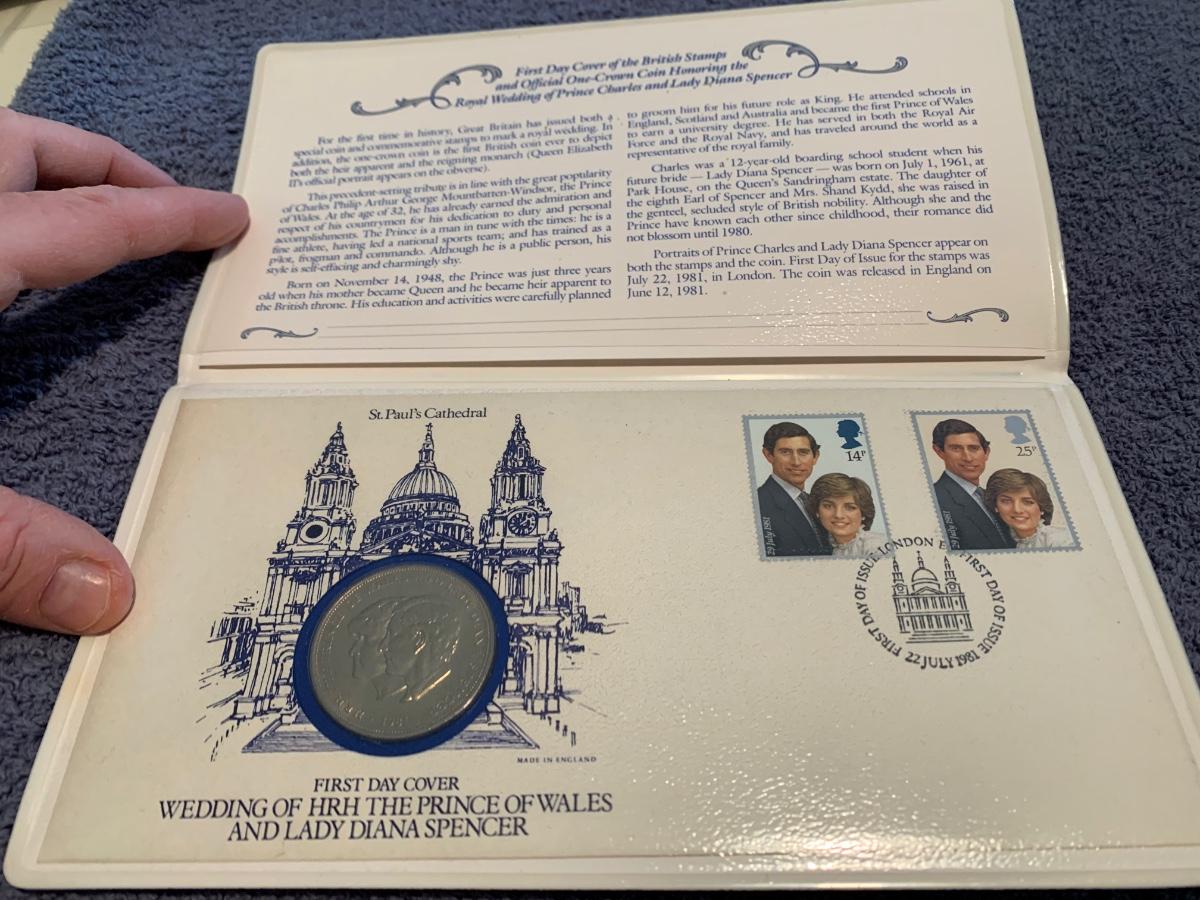 First Day Cover of the British Stamps
and Official One-Crown Coin Honoring the
Royal Wedding of Prince Charles and Lady Diana Spencer
For the first time in history, Great Britain has issued both a
special coin and commemorative stamps to mark a royal wedding. In
addition, the one-crown coin is the first British coin ever to depict
both the heir apparent and the reigning monarch (Queen Elizabeth
II's official portrait appears on the obverse).
This precedent-setting tribute is in line with the great popularity
of Charles Philip Arthur George Mountbatten-Windsor, the Prince
of Wales. At the age of 32, he has already earned the admiration and
respect of his countrymen for his dedication to duty and personal
accomplishments. The Prince is a man in tune with the times: he is a
fine athlete, having led a national sports team; and has trained as a
pilot, frogman and commando. Although he is a public person, his
style is self-effacing and charmingly shy.
Born on November 14, 1948, the Prince was just three years
old when his mother became Queen and he became heir apparent to
the British throne. His education and activities were carefully planned
to groom him for his future role as King. He attended schools in
England, Scotland and Australia and became the first Prince of Wales
to earn a university degree. He has served in both the Royal Air
Force and the Royal Navy, and has traveled around the world as a
representative of the royal family.
Charles was a 12-year-old boarding school student when his
future bride — Lady Diana Spencer — was born on July 1, 1961, at
Park House, on the Queen's Sandringham estate. The daughter of
the eighth Earl of Spencer and Mrs. Shand Kydd, she was raised in
the genteel, secluded style of British nobility. Although she and the
Prince have known each other since childhood, their romance did
not blossom until 1980.
Portraits of Prince Charles and Lady Diana Spencer appear on
both the stamps and the coin. First Day of Issue for the stamps was
July 22, 1981, in London. The coin was released in England on
June 12, 1981.
St. Paul's Cathedral
14P
29 July 1981
25P
29 July 1981
LONDON E
FIRST DAY OF ISSUE
FIRST DAY OF ISSUE
22 JULY 1981
1981
MADE IN ENGLAND
FIRST DAY COVER
WEDDING OF HRH THE PRINCE OF WALES
AND LADY DIANA SPENCER